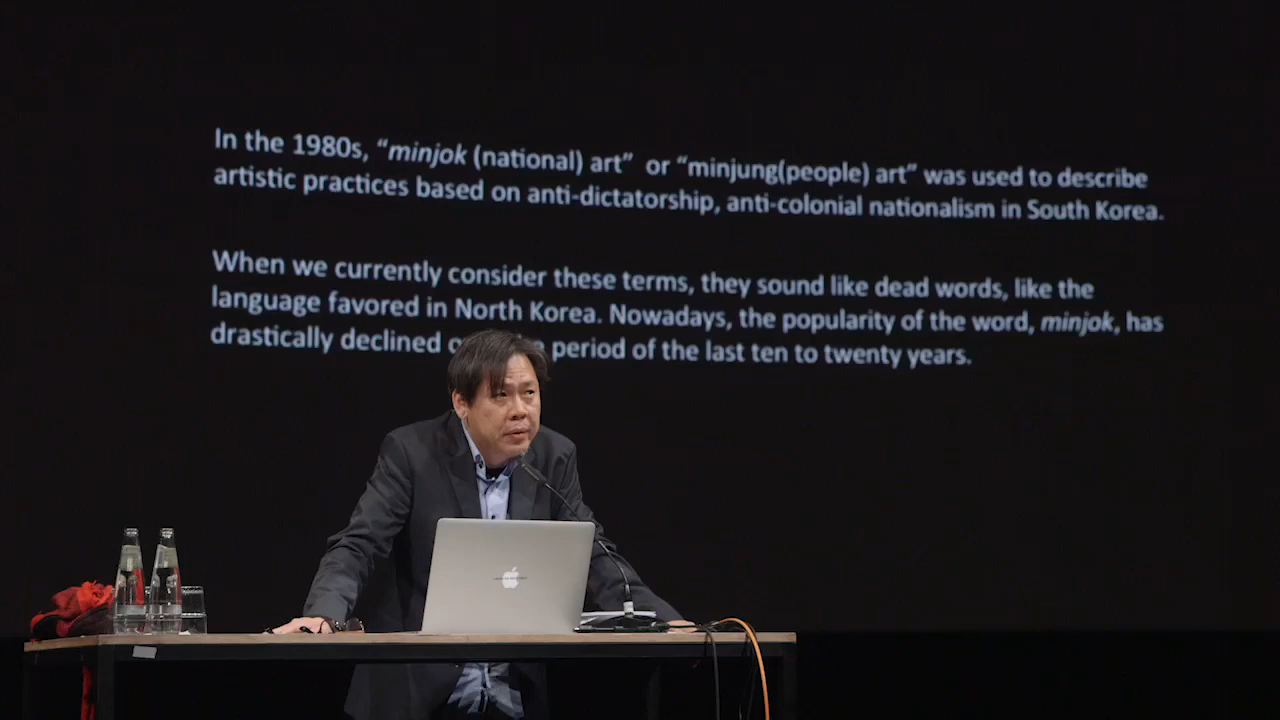 In the 1980s, “minjok (national) art”  or “minjung(people) art” was used to describe
artistic practices based on anti-dictatorship, anti-colonial nationalism in South Korea.
When we currently consider these terms, they sound like dead words, like the
language favored in North Korea. Nowadays, the popularity of the word, minjok, has
drastically declined period of the last ten to twenty years.